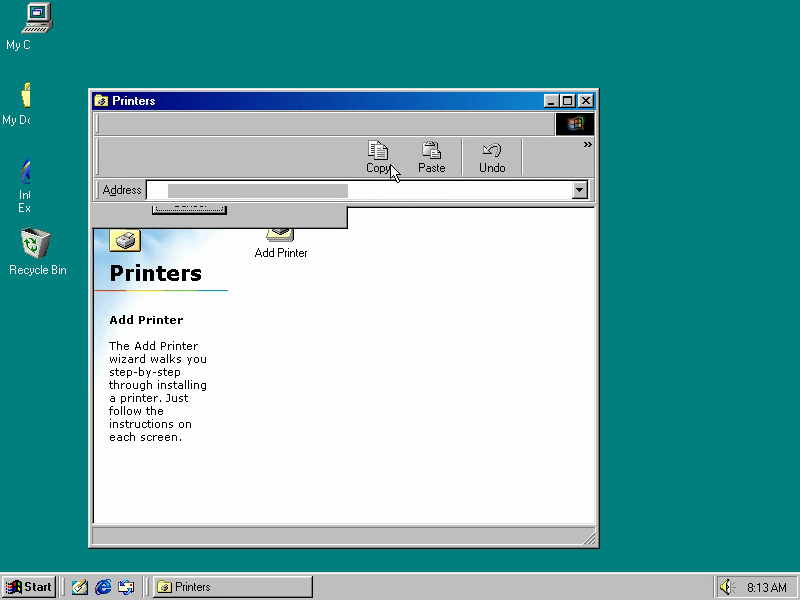 My C
My Do
Int
Ex
Recycle Bin
Printers
Copy
Paste
Undo
»
Address
Printers
Add Printer
Add Printer
The Add Printer
wizard walks you
step-by-step
through installing
a printer. Just
follow the
instructions on
each screen.
Start
Printers
8:13 AM